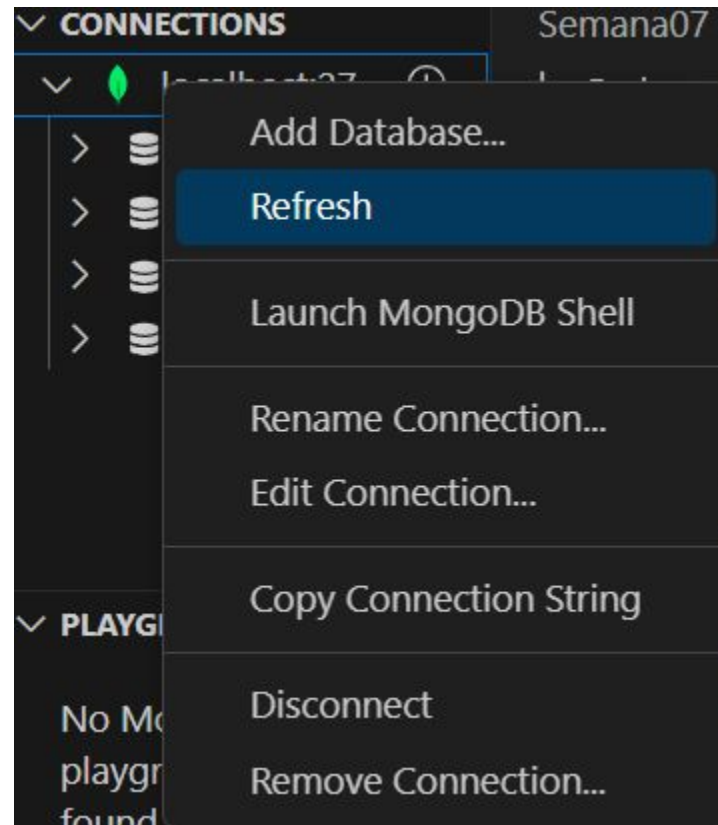 CONNECTIONS
Semana07
Add Database...
Refresh
Launch MongoDB Shell
Rename Connection...
Edit Connection...
Copy Connection String
Disconnect
Remove Connection...
PLAYG
No Mo
playgr
found